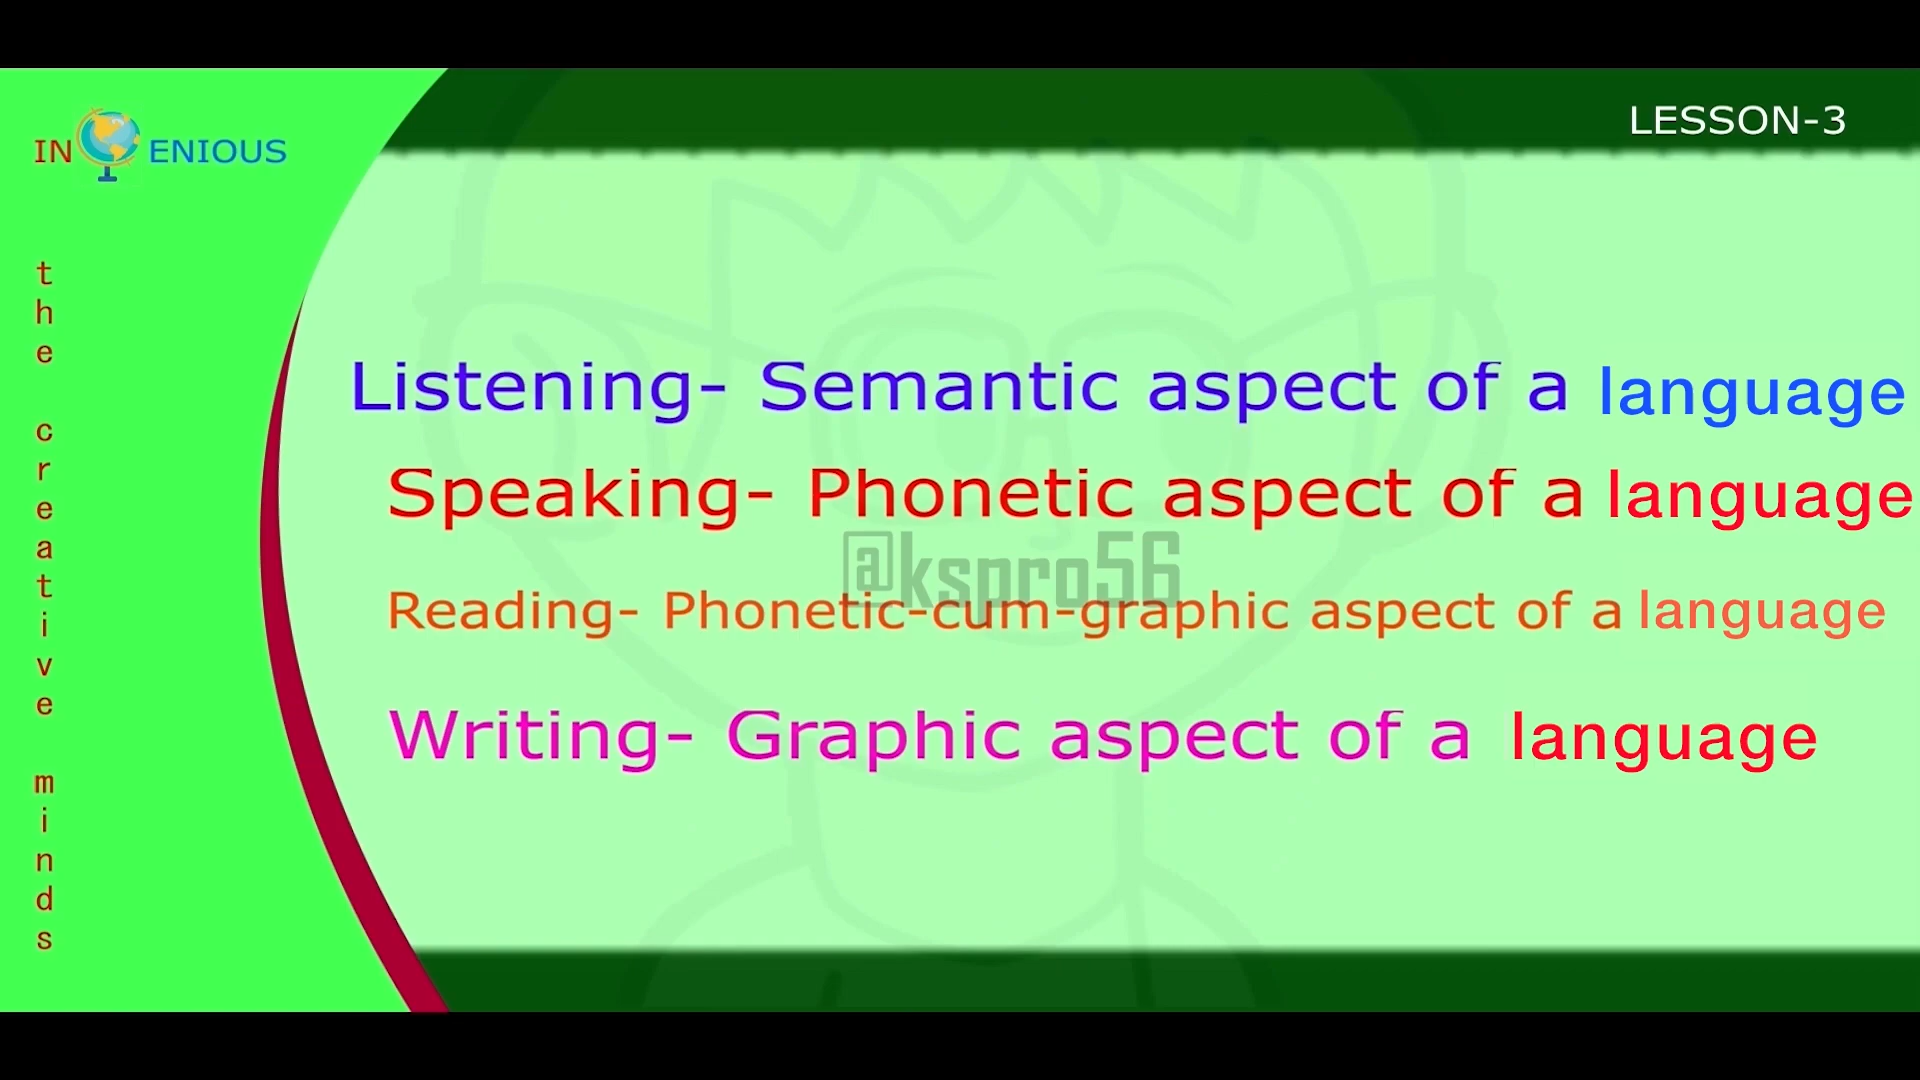 LESSON-3
IN ENIOUS
the creative minds
Listening- Semantic aspect of a language
Speaking- Phonetic aspect of a language
@kspro56
Reading- Phonetic-cum-graphic aspect of a language
Writing- Graphic aspect of a language